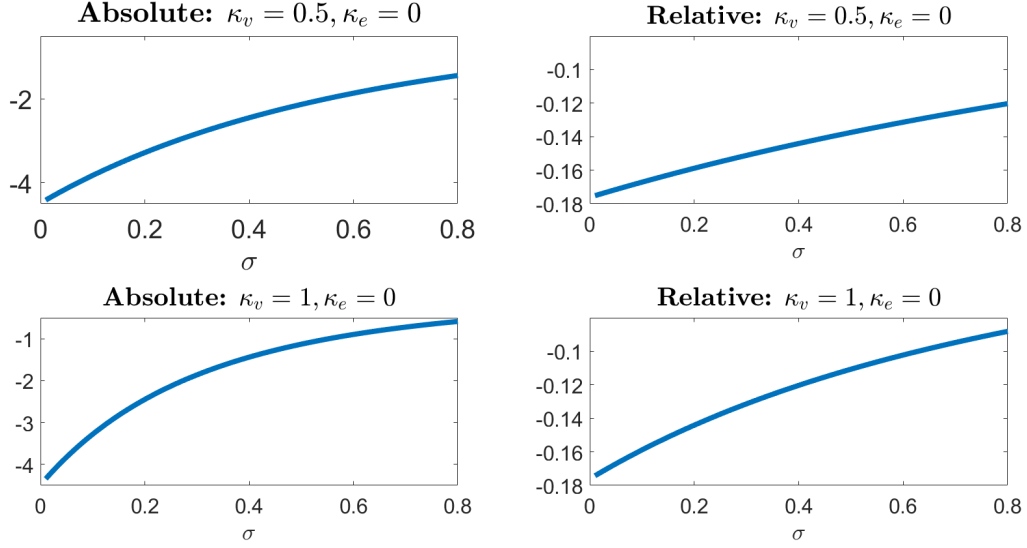 Absolute: κ_v = 0.5, κ_e = 0
-2
-4
0 0.2 0.4 0.6 0.8
σ
Relative: κ_v = 0.5, κ_e = 0
-0.1
-0.12
-0.14
-0.16
-0.18
0 0.2 0.4 0.6 0.8
σ
Absolute: κ_v = 1, κ_e = 0
-1
-2
-3
-4
0 0.2 0.4 0.6 0.8
σ
Relative: κ_v = 1, κ_e = 0
-0.1
-0.12
-0.14
-0.16
-0.18
0 0.2 0.4 0.6 0.8
σ